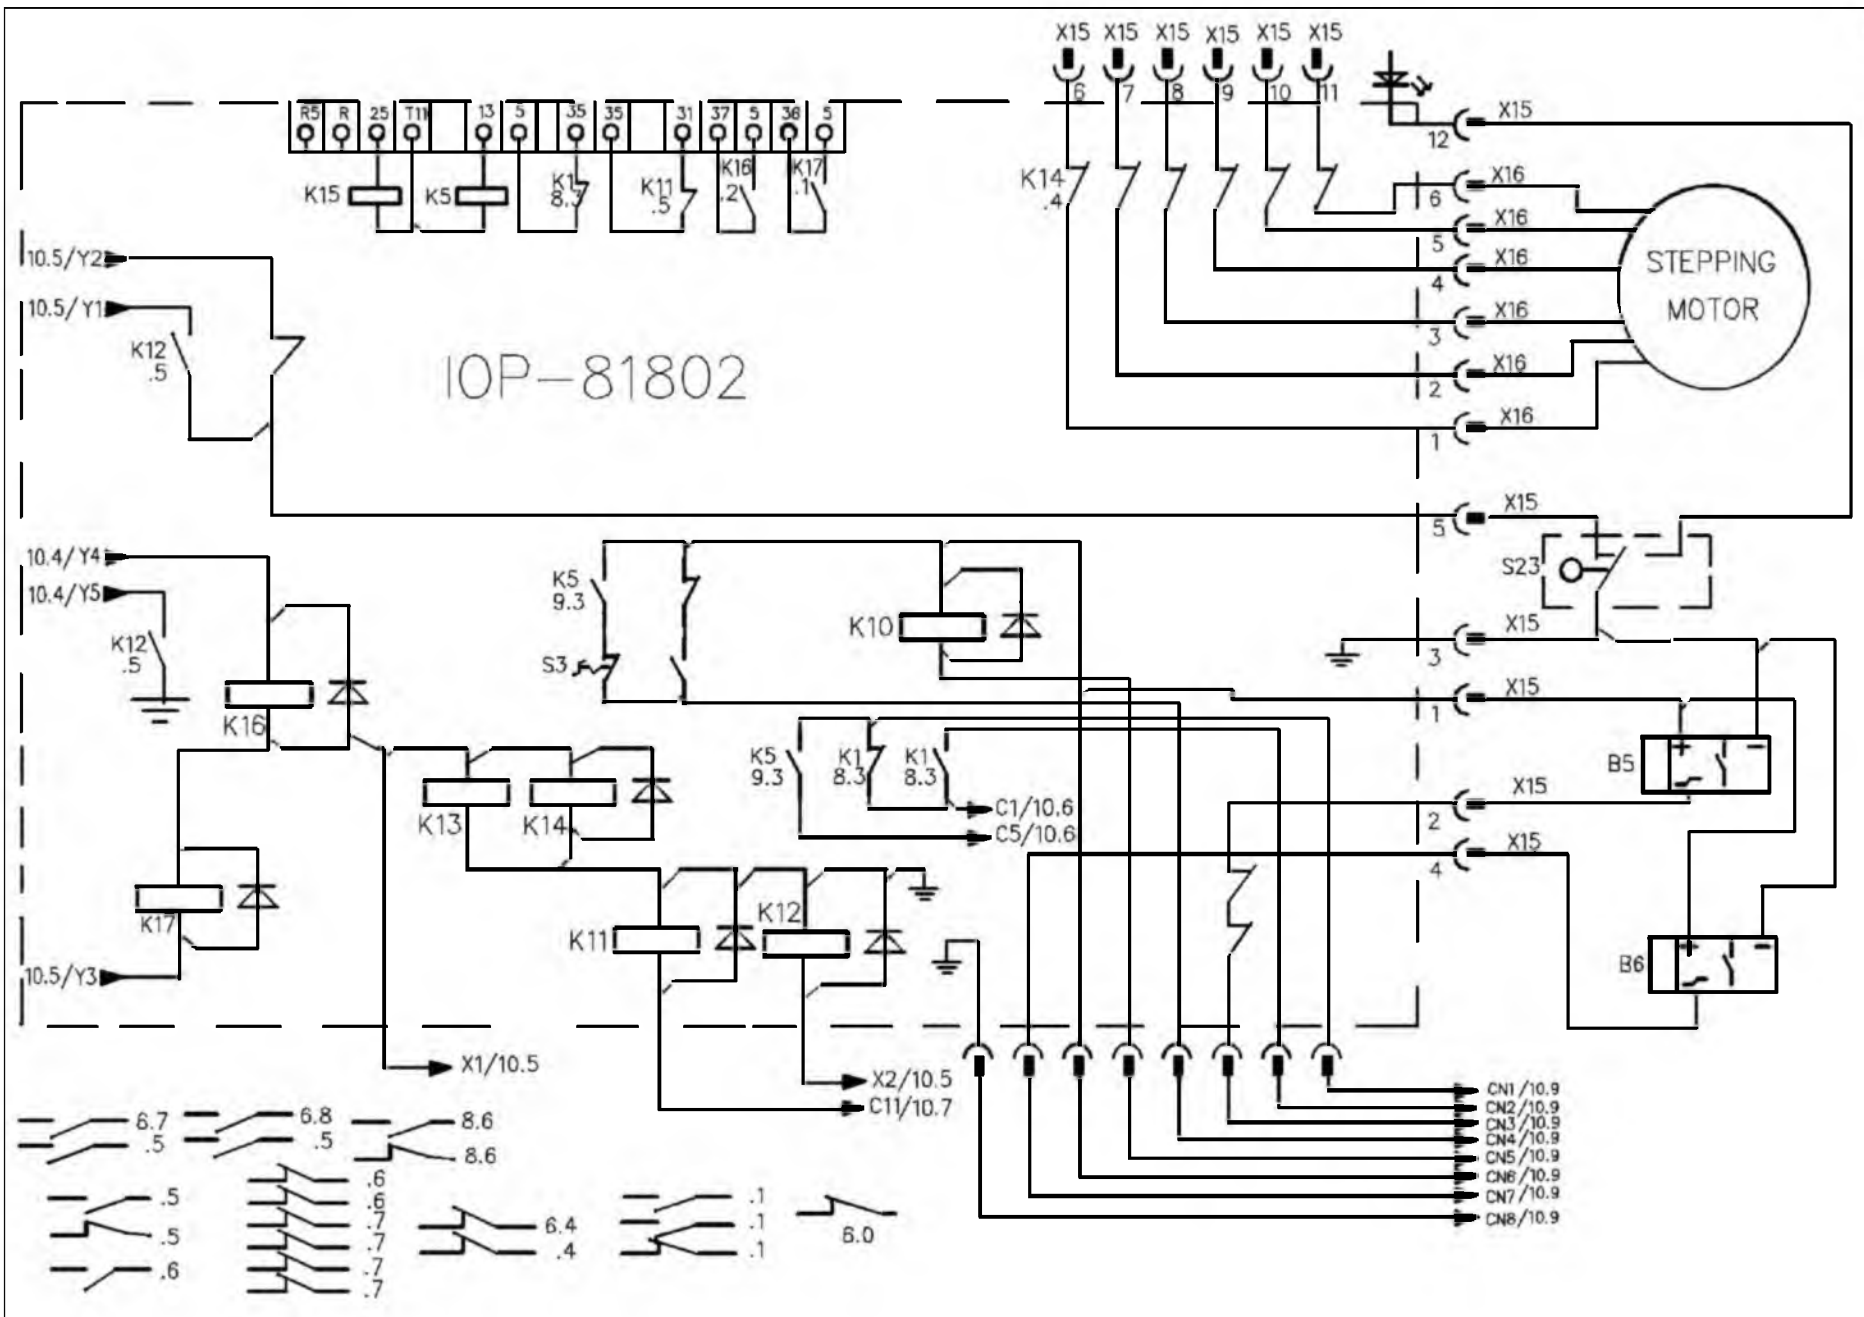 X15 X15 X15 X15 X15 X15
6 7 8 9 10 11
R5 R 25 T11 13 5 35 35 31 37 5 36 5
12 X15
K15 K5 K1 8.3 K11 .5 K16 .2 K17 .1
K14 .4
6 X16
5 X16
4 X16
3 X16
2 X16
1 X16
STEPPING
MOTOR
10.5/Y2
10.5/Y1
K12
.5
IOP-81802
5 X15
S23
10.4/Y4
10.4/Y5
K12
.5
K5
9.3
S3
K10
3 X15
1 X15
K16
K5
9.3
K1
8.3
K1
8.3
B5
C1/10.6
C5/10.6
2 X15
4 X15
K13
K14
K17
K11
K12
B6
10.5/Y3
X1/10.5
X2/10.5
C11/10.7
CN1/10.9
CN2/10.9
CN3/10.9
CN4/10.9
CN5/10.9
CN6/10.9
CN7/10.9
CN8/10.9
6.7 6.8 8.6
.5 .5 8.6
.5
.5
.6
.6
.6
.7
.7
.7
.7
6.4
.4
.1
.1
.1
6.0